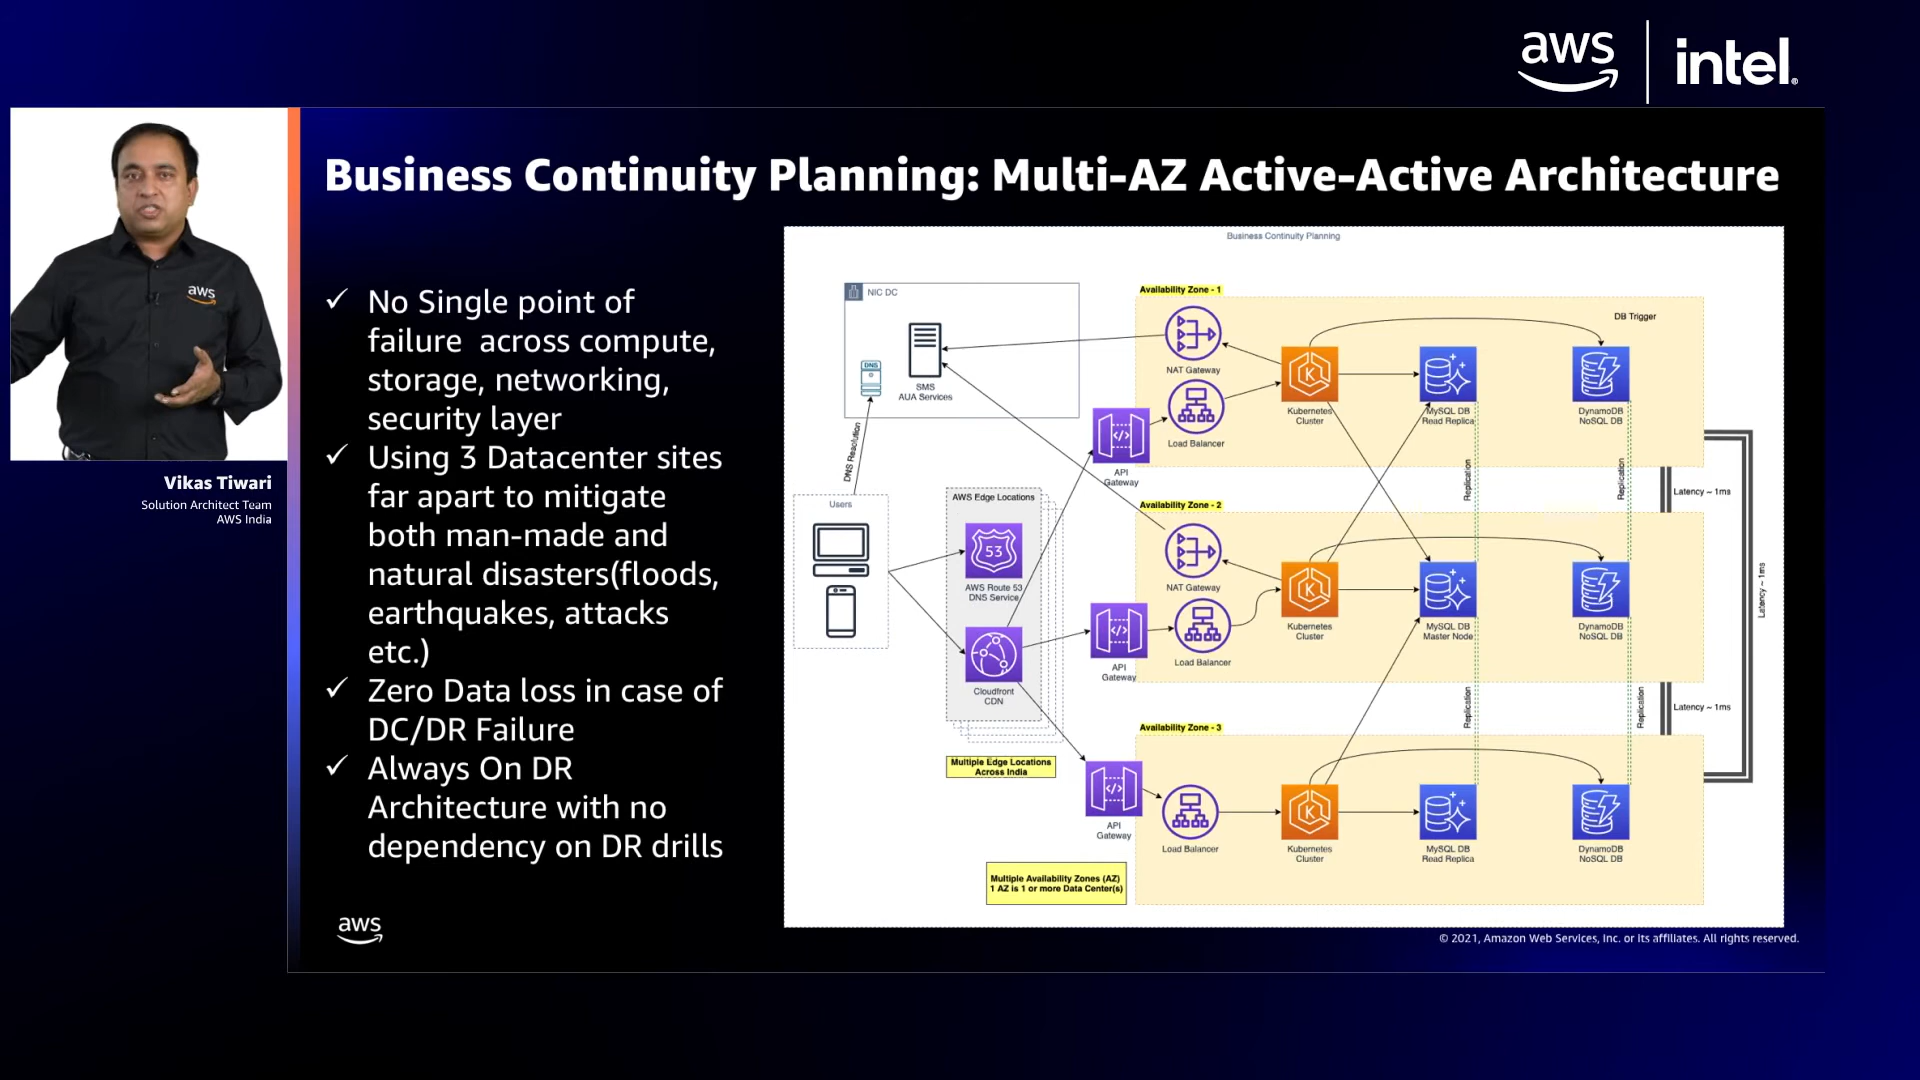 aws
intel.
aws
Vikas Tiwari
Solution Architect Team
AWS India
Business Continuity Planning: Multi-AZ Active-Active Architecture
✓ No Single point of
failure across compute,
storage, networking,
security layer
✓ Using 3 Datacenter sites
far apart to mitigate
both man-made and
natural disasters(floods,
earthquakes, attacks
etc.)
✓ Zero Data loss in case of
DC/DR Failure
✓ Always On DR
Architecture with no
dependency on DR drills
aws
Business Continuity Planning
NIC DC
DNS
SMS
AUA Services
DNS Resolution
Users
AWS Edge Locations
53
AWS Route 53
DNS Service
Cloudfront
CDN
Multiple Edge Locations
Across India
Multiple Availability Zones (AZ)
1 AZ is 1 or more Data Center(s)
Availability Zone - 1
DB Trigger
NAT Gateway
Load Balancer
API
Gateway
Kubernetes
Cluster
MySQL DB
Read Replica
DynamoDB
NoSQL DB
Replication
Replication
Latency ~ 1ms
Availability Zone - 2
NAT Gateway
Load Balancer
API
Gateway
Kubernetes
Cluster
MySQL DB
Master Node
DynamoDB
NoSQL DB
Latency ~ 1ms
Replication
Replication
Latency ~ 1ms
Availability Zone - 3
API
Gateway
Load Balancer
Kubernetes
Cluster
MySQL DB
Read Replica
DynamoDB
NoSQL DB
© 2021, Amazon Web Services, Inc. or its affiliates. All rights reserved.